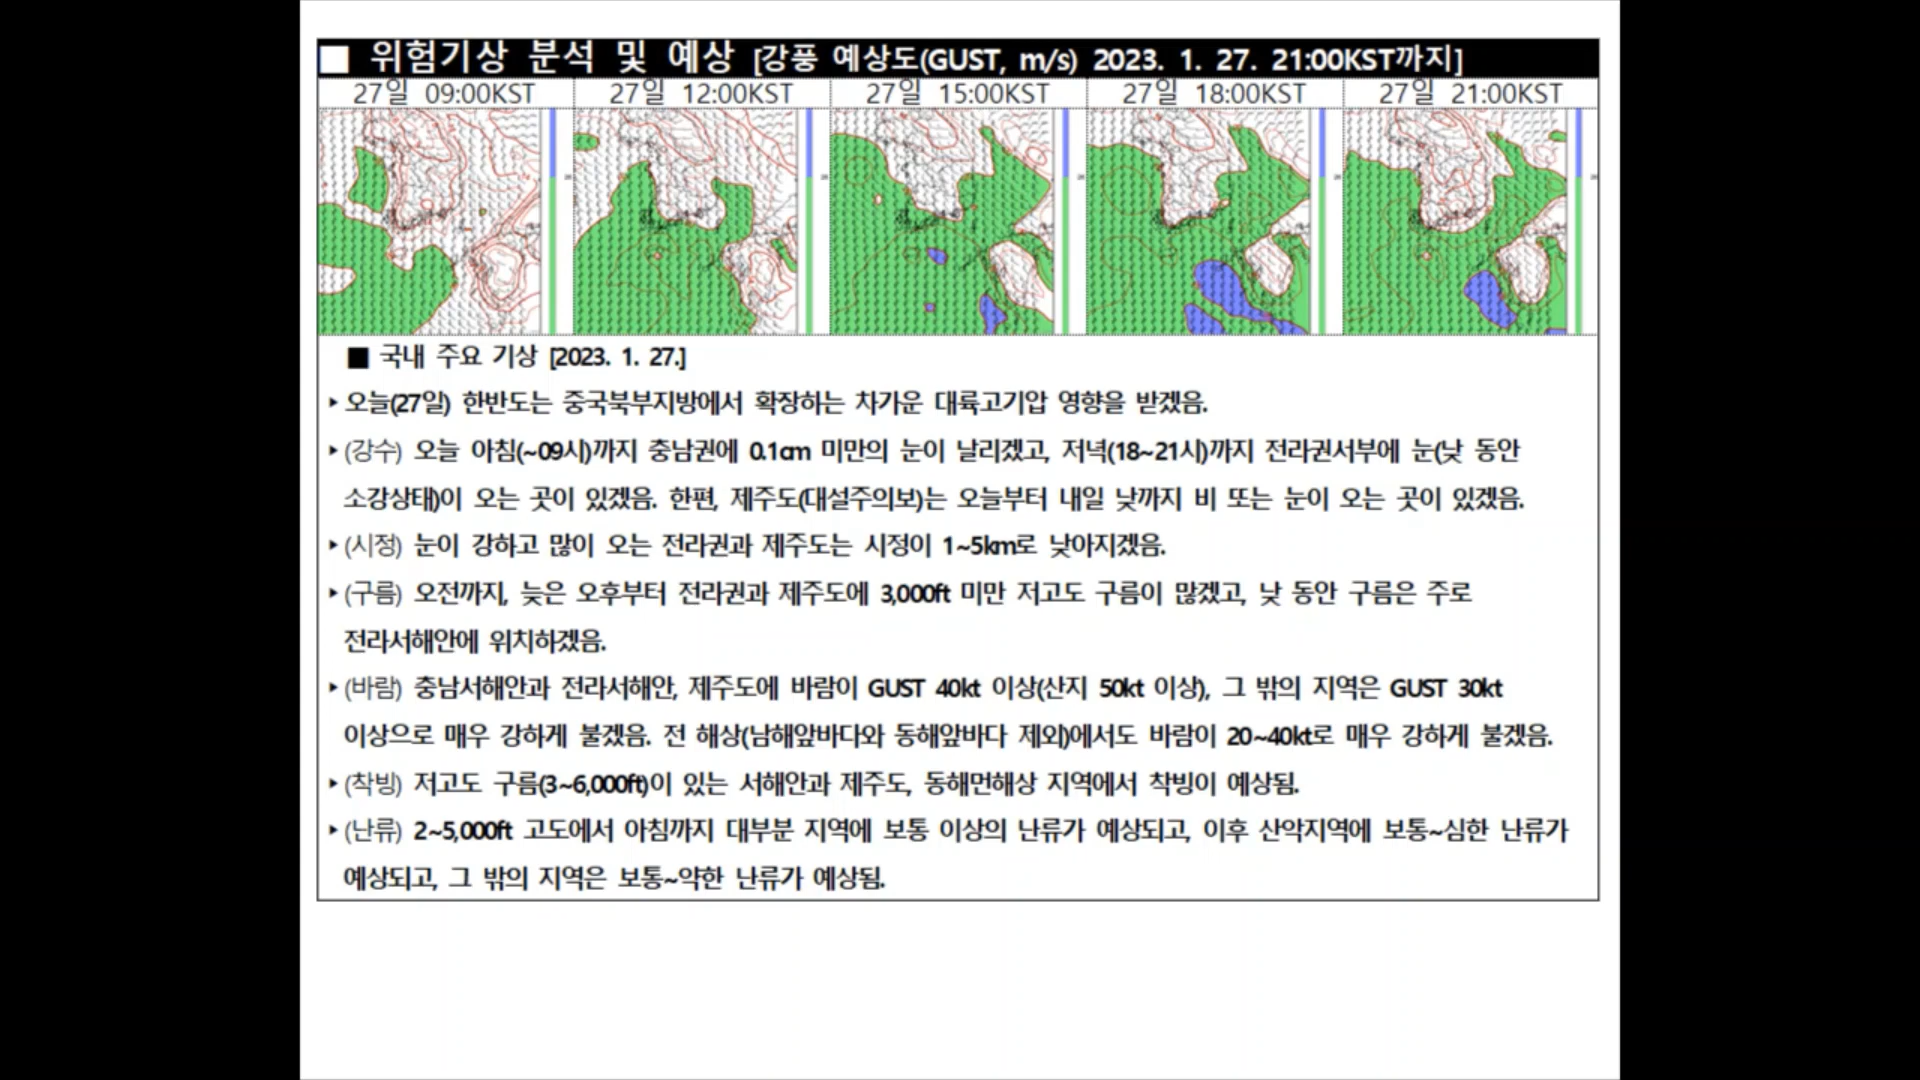 ■ 위험기상 분석 및 예상 [강풍 예상도(GUST, m/s) 2023. 1. 27. 21:00KST까지]
27일 09:00KST 27일 12:00KST 27일 15:00KST 27일 18:00KST 27일 21:00KST
■ 국내 주요 기상 [2023. 1. 27.]
‣ 오늘(27일) 한반도는 중국북부지방에서 확장하는 차가운 대륙고기압 영향을 받겠음.
‣ (강수) 오늘 아침(~09시)까지 충남권에 0.1cm 미만의 눈이 날리겠고, 저녁(18~21시)까지 전라권서부에 눈(낮 동안
소강상태)이 오는 곳이 있겠음. 한편, 제주도(대설주의보)는 오늘부터 내일 낮까지 비 또는 눈이 오는 곳이 있겠음.
‣ (시정) 눈이 강하고 많이 오는 전라권과 제주도는 시정이 1~5km로 낮아지겠음.
‣ (구름) 오전까지, 늦은 오후부터 전라권과 제주도에 3,000ft 미만 저고도 구름이 많겠고, 낮 동안 구름은 주로
전라서해안에 위치하겠음.
‣ (바람) 충남서해안과 전라서해안, 제주도에 바람이 GUST 40kt 이상(산지 50kt 이상), 그 밖의 지역은 GUST 30kt
이상으로 매우 강하게 불겠음. 전 해상(남해앞바다와 동해앞바다 제외)에서도 바람이 20~40kt로 매우 강하게 불겠음.
‣ (착빙) 저고도 구름(3~6,000ft)이 있는 서해안과 제주도, 동해먼해상 지역에서 착빙이 예상됨.
‣ (난류) 2~5,000ft 고도에서 아침까지 대부분 지역에 보통 이상의 난류가 예상되고, 이후 산악지역에 보통~심한 난류가
예상되고, 그 밖의 지역은 보통~약한 난류가 예상됨.